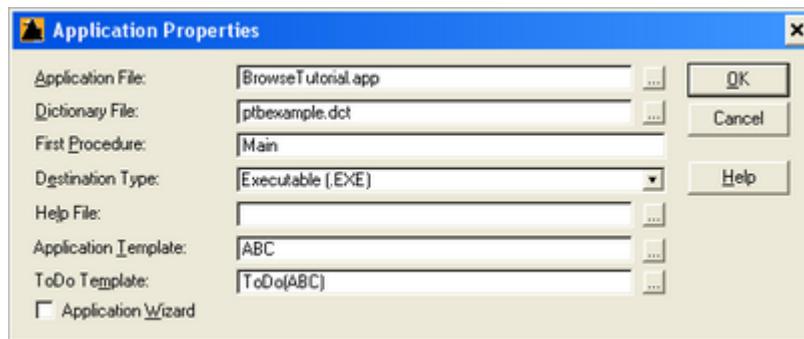 Application Properties
Application File: BrowseTutorial.app ... OK
Dictionary File: ptbexample.dct ... Cancel
First Procedure: Main
Destination Type: Executable (.EXE) Help
Help File: ...
Application Template: ABC ...
ToDo Template: ToDo(ABC) ...
Application Wizard